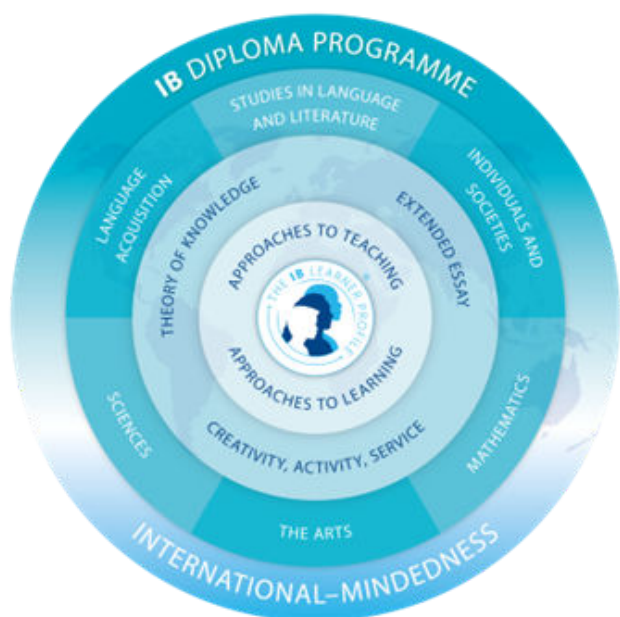 IB DIPLOMA PROGRAMME
STUDIES IN LANGUAGE
AND LITERATURE
LANGUAGE
ACQUISITION
INDIVIDUALS AND
SOCIETIES
THEORY OF KNOWLEDGE
EXTENDED ESSAY
APPROACHES TO TEACHING
THE IB LEARNER PROFILE
®
APPROACHES TO LEARNING
SCIENCES
MATHEMATICS
CREATIVITY, ACTIVITY, SERVICE
THE ARTS
INTERNATIONAL–MINDEDNESS